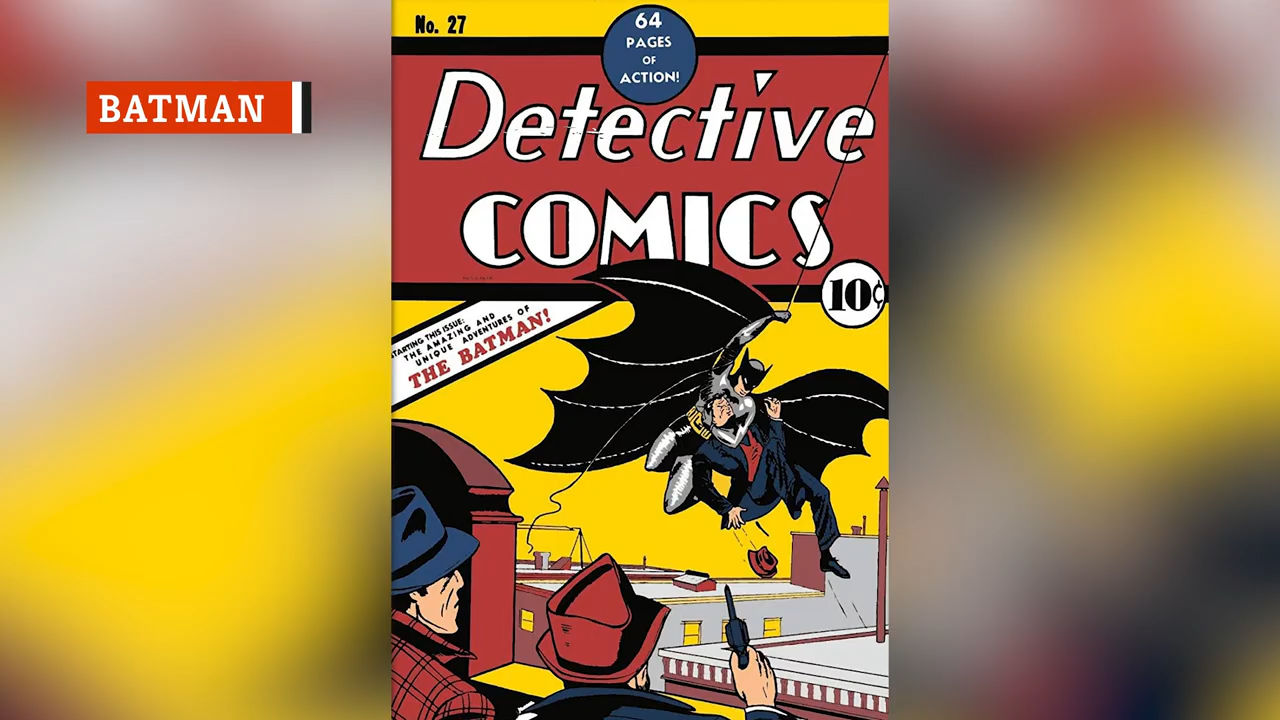 BATMAN
No. 27
64
PAGES
OF
ACTION!
Detective
COMICS
10¢
STARTING THIS ISSUE:
THE AMAZING AND
UNIQUE ADVENTURES OF
THE BATMAN!